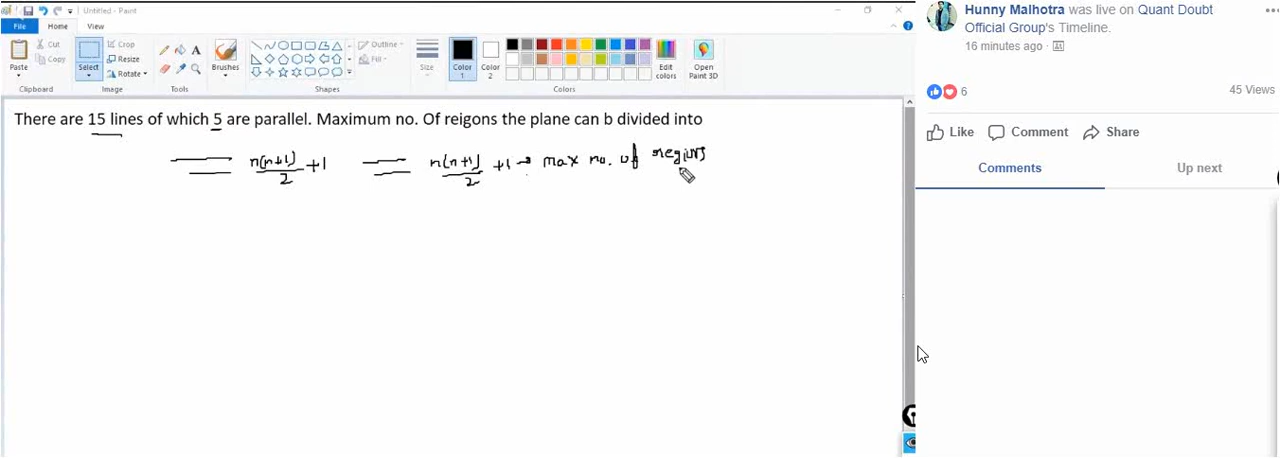 Untitled - Paint
File Home View
Paste Cut Copy
Clipboard
Select Crop Resize Rotate
Image
A
Tools
Brushes
Outline Fill
Shapes
Size
Color 1 Color 2
Edit colors
Colors
Open Paint 3D
There are 15 lines of which 5 are parallel. Maximum no. Of reigons the plane can b divided into
n(n+1)/2 +1 n(n+1)/2 +1 → max no. of regions
Hunny Malhotra was live on Quant Doubt
Official Group's Timeline.
16 minutes ago ·
6 45 Views
Like Comment Share
Comments Up next